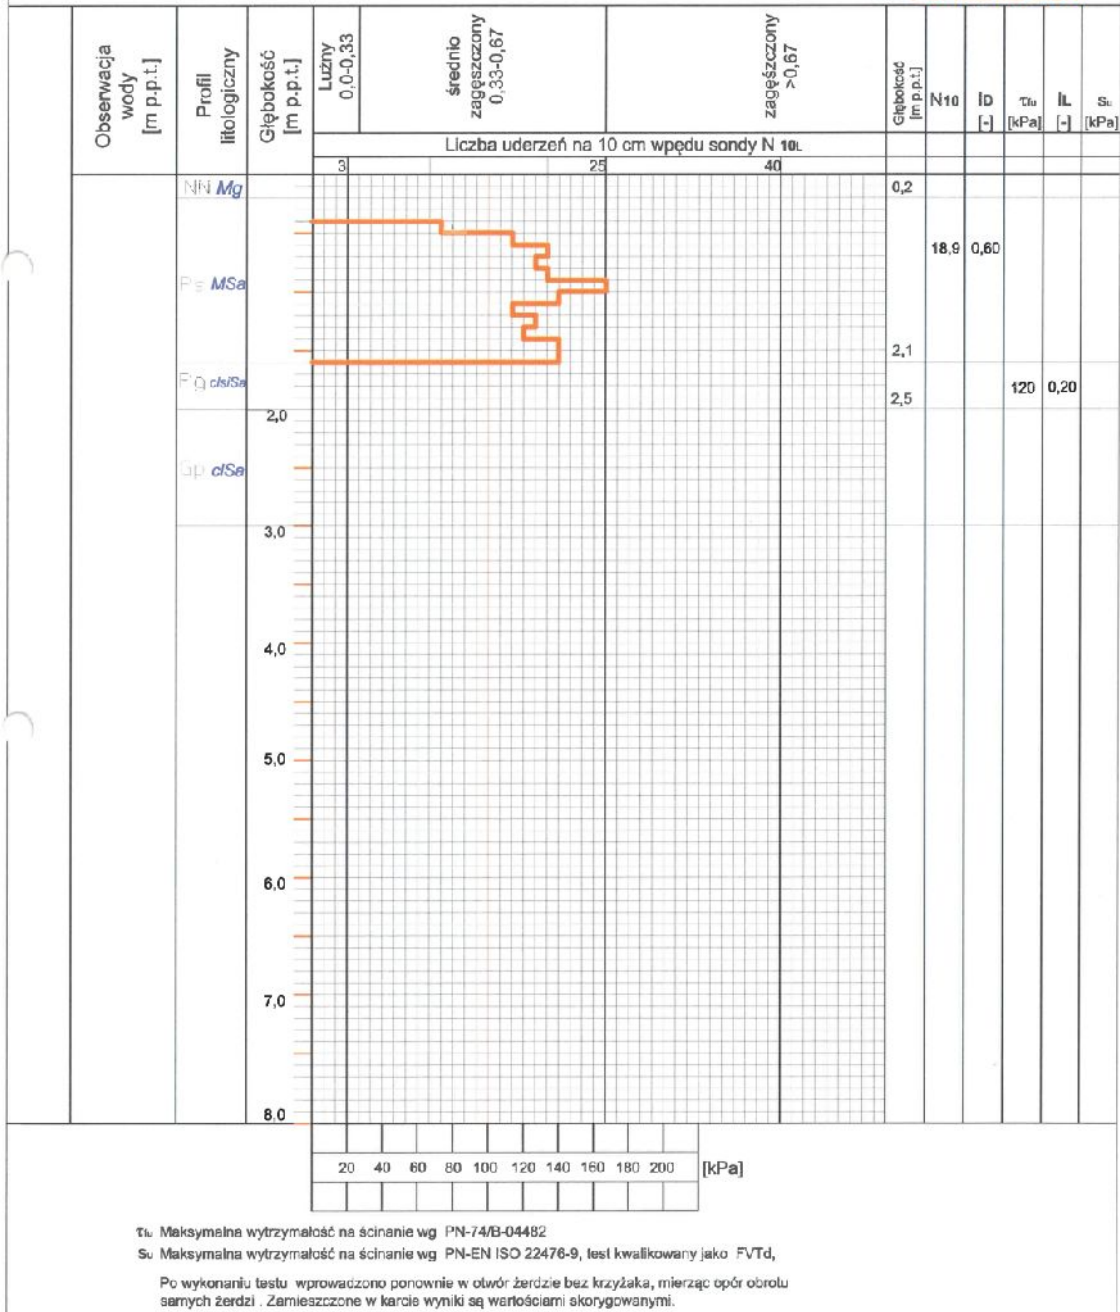 Obserwacja
wody
[m p.p.t.]
Profil
litologiczny
Głębokość
[m p.p.t.]
Luźny
0,0-0,33
średnio
zagęszczony
0,33-0,67
zagęszczony
>0,67
Głębokość
[m p.p.t.]
N10
ID
[-]
τfu
[kPa]
IL
[-]
Su
[kPa]
Liczba uderzeń na 10 cm wpędu sondy N 10L
3 25 40
NN Mg 0,2
18,9 0,60
Ps MSa
2,1
Pg clsiSa 120 0,20
2,5
2,0
Gp clSa
3,0
4,0
5,0
6,0
7,0
8,0
20 40 60 80 100 120 140 160 180 200 [kPa]
τfu Maksymalna wytrzymałość na ścinanie wg PN-74/B-04482
Su Maksymalna wytrzymałość na ścinanie wg PN-EN ISO 22476-9, test kwalikowany jako FVTd,
Po wykonaniu testu wprowadzono ponownie w otwór żerdzie bez krzyżaka, mierząc opór obrotu
samych żerdzi . Zamieszczone w karcie wyniki są wartościami skorygowanymi.